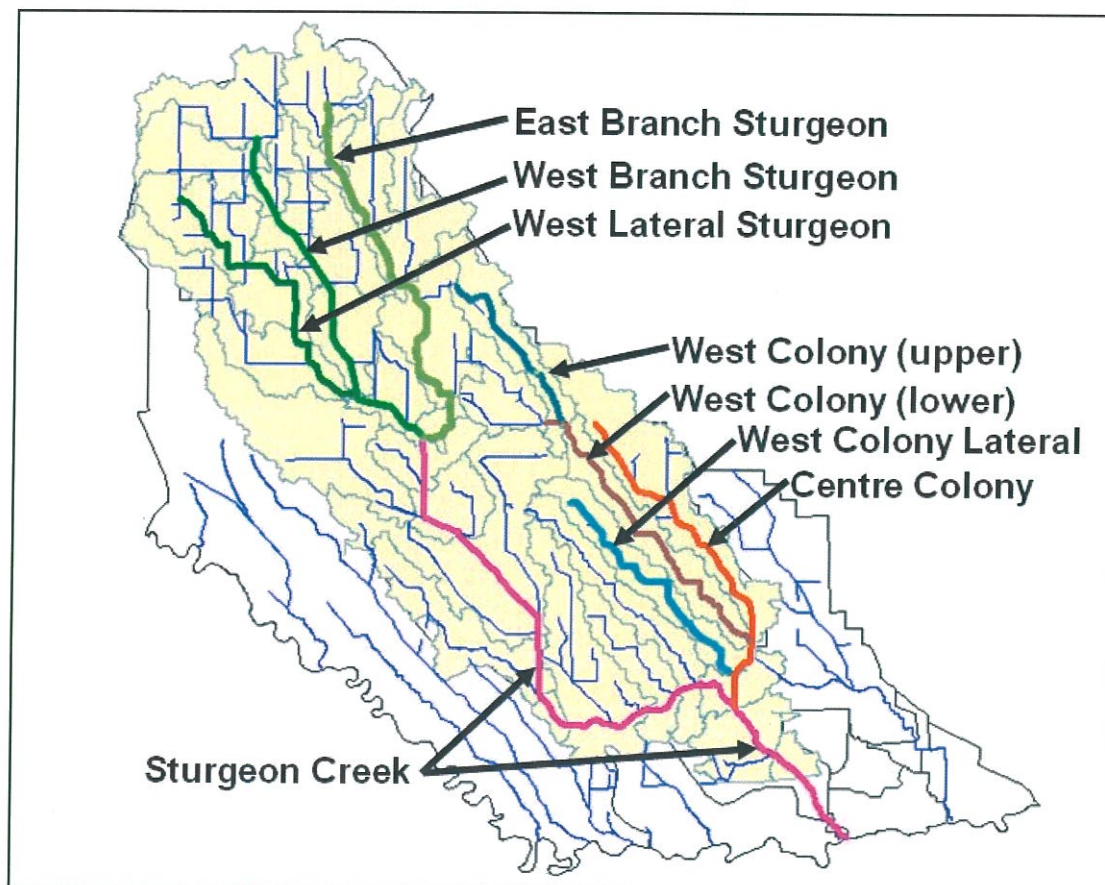 East Branch Sturgeon
West Branch Sturgeon
West Lateral Sturgeon
West Colony (upper)
West Colony (lower)
West Colony Lateral
Centre Colony
Sturgeon Creek